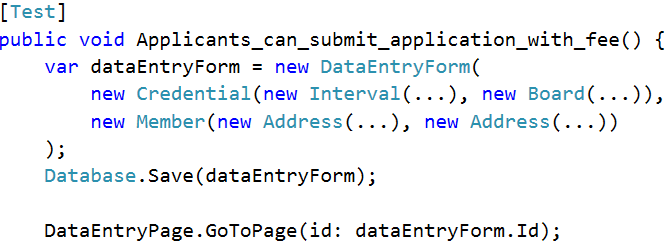 [Test]
public void Applicants_can_submit_application_with_fee() {
    var dataEntryForm = new DataEntryForm(
        new Credential(new Interval(...), new Board(...)),
        new Member(new Address(...), new Address(...))
    );
    Database.Save(dataEntryForm);

    DataEntryPage.GoToPage(id: dataEntryForm.Id);